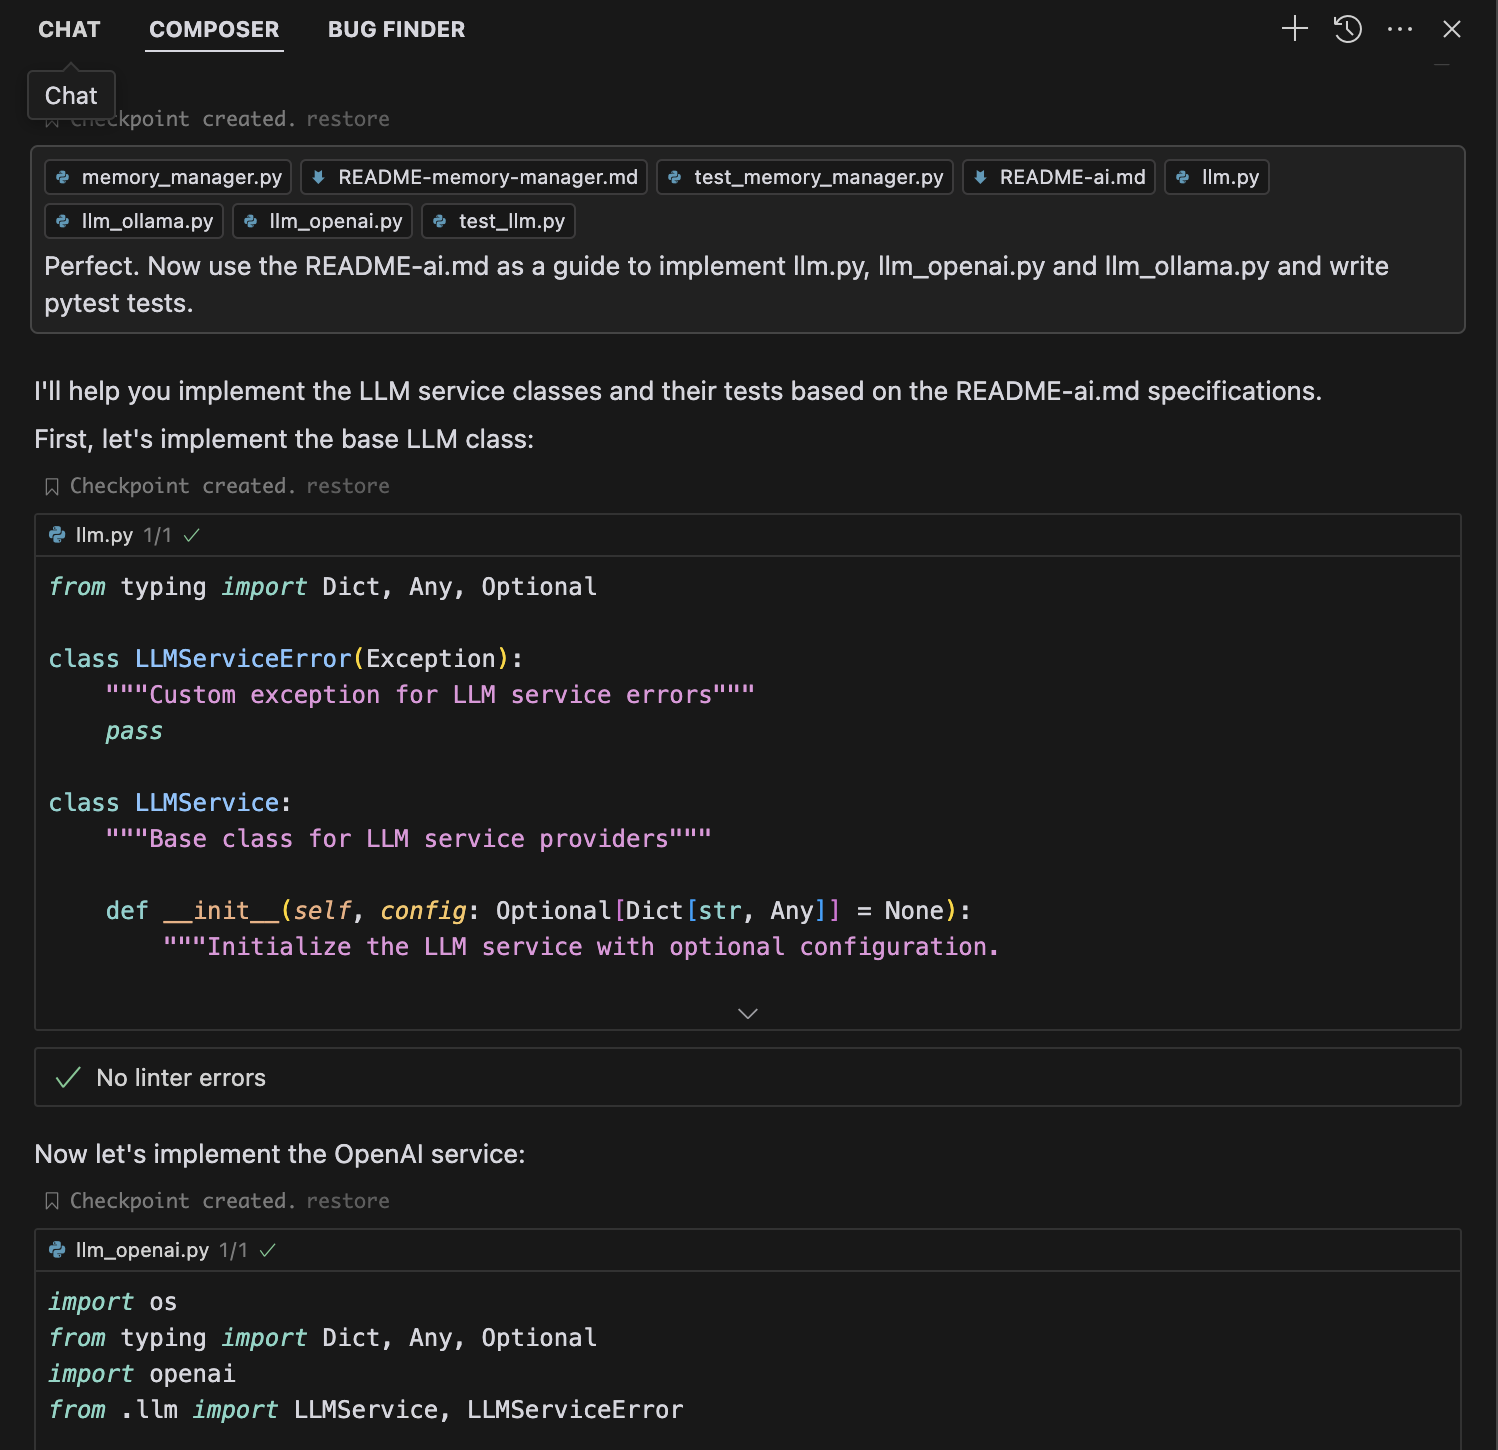 CHAT COMPOSER BUG FINDER
Chat
Checkpoint created. restore
memory_manager.py README-memory-manager.md test_memory_manager.py README-ai.md llm.py
llm_ollama.py llm_openai.py test_llm.py
Perfect. Now use the README-ai.md as a guide to implement llm.py, llm_openai.py and llm_ollama.py and write
pytest tests.
I'll help you implement the LLM service classes and their tests based on the README-ai.md specifications.
First, let's implement the base LLM class:
Checkpoint created. restore
llm.py 1/1
from typing import Dict, Any, Optional
class LLMServiceError(Exception):
"""Custom exception for LLM service errors"""
pass
class LLMService:
"""Base class for LLM service providers"""
def __init__(self, config: Optional[Dict[str, Any]] = None):
"""Initialize the LLM service with optional configuration.
No linter errors
Now let's implement the OpenAI service:
Checkpoint created. restore
llm_openai.py 1/1
import os
from typing import Dict, Any, Optional
import openai
from .llm import LLMService, LLMServiceError